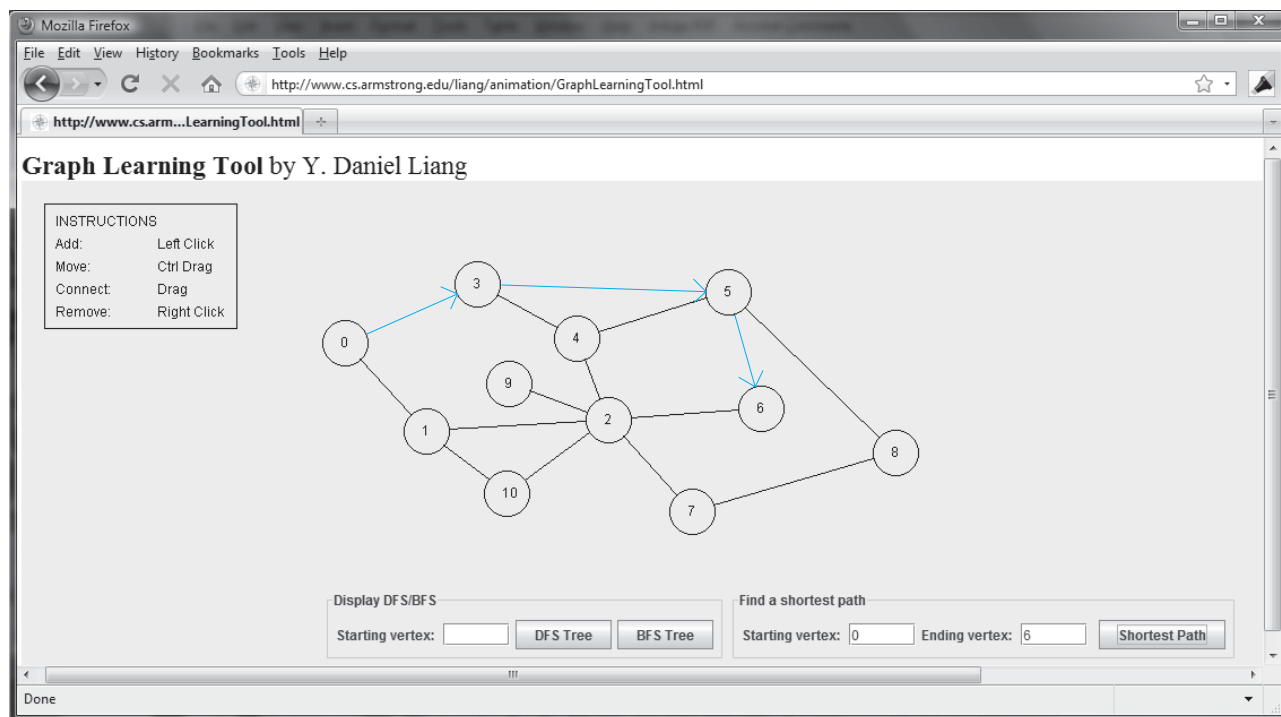 Mozilla Firefox
File Edit View History Bookmarks Tools Help
http://www.cs.armstrong.edu/liang/animation/GraphLearningTool.html
http://www.cs.arm...LearningTool.html
Graph Learning Tool by Y. Daniel Liang
INSTRUCTIONS
Add: Left Click
Move: Ctrl Drag
Connect: Drag
Remove: Right Click
3
5
0
4
9
6
2
1
8
10
7
Display DFS/BFS
Starting vertex: DFS Tree BFS Tree
Find a shortest path
Starting vertex: 0 Ending vertex: 6 Shortest Path
Done